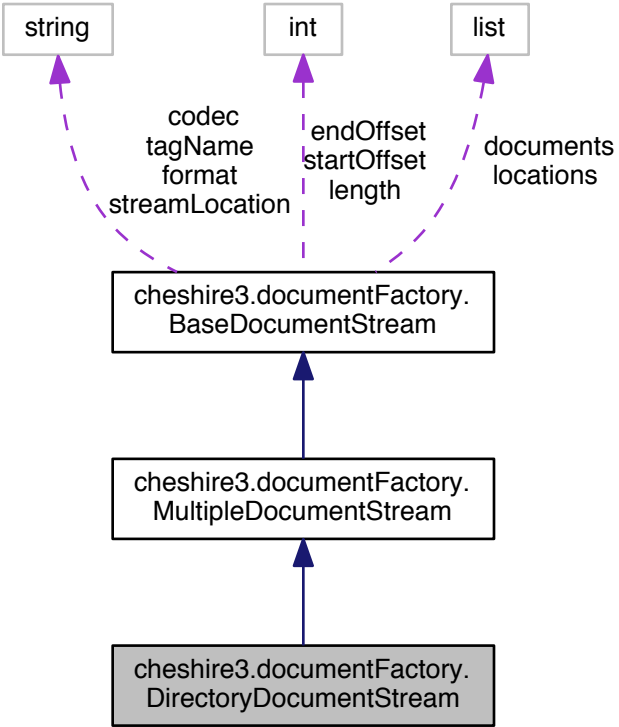 string
int
list
codec
tagName
format
streamLocation
endOffset
startOffset
length
documents
locations
cheshire3.documentFactory.
BaseDocumentStream
cheshire3.documentFactory.
MultipleDocumentStream
cheshire3.documentFactory.
DirectoryDocumentStream